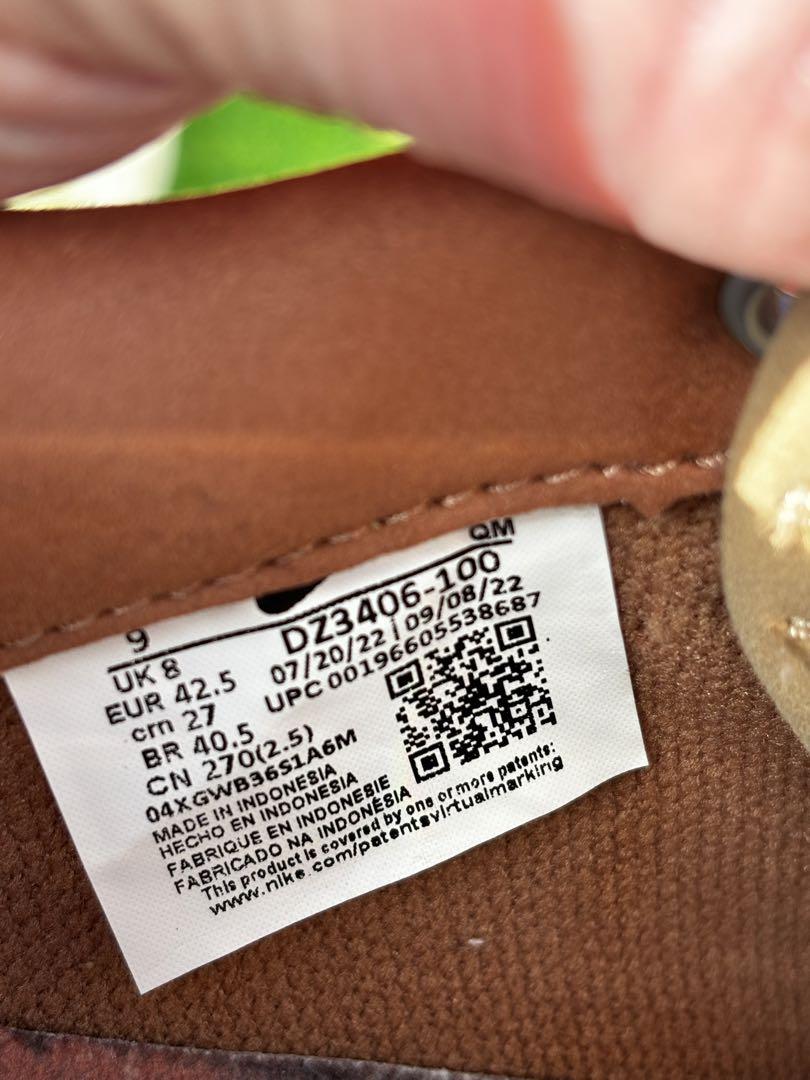 9 QM
UK 8 DZ3406-100
EUR 42.5 07/20/22 | 09/08/22
cm 27 UPC 00196605538687
BR 40.5
CN 270(2.5)
04XGWB36S1A6M
MADE IN INDONESIA
HECHO EN INDONESIA
FABRIQUE EN INDONESIE
FABRICADO NA INDONÉSIA
This product is covered by one or more patents:
www.nike.com/patentsvirtualmarking